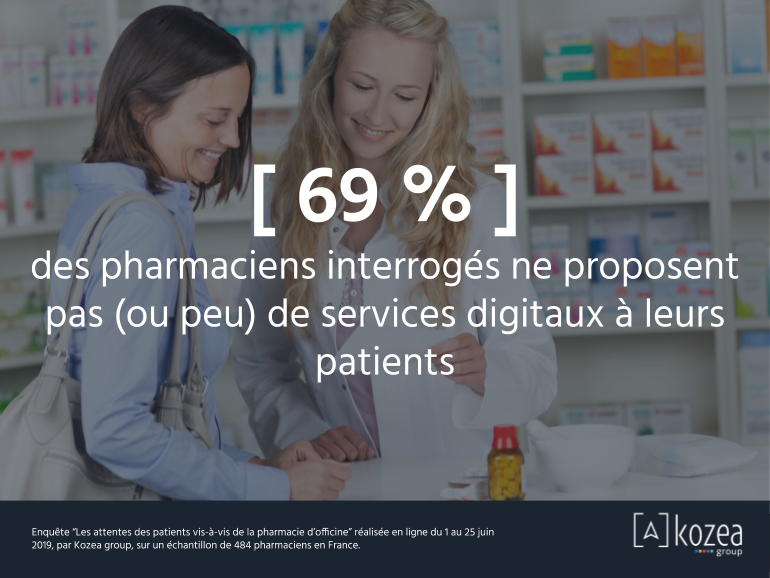 [ 69 % ]
des pharmaciens interrogés ne proposent
pas (ou peu) de services digitaux à leurs
patients
Enquête “Les attentes des patients vis-à-vis de la pharmacie d’officine” réalisée en ligne du 1 au 25 juin
2019, par Kozea group, sur un échantillon de 484 pharmaciens en France.
[A] kozea
group